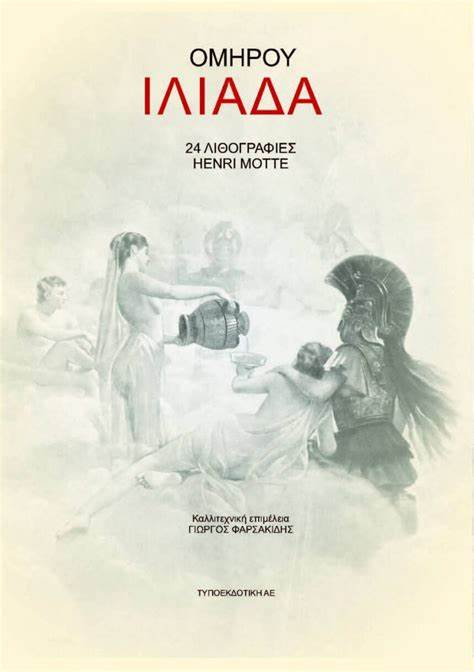 ΟΜΗΡΟΥ
ΙΛΙΑΔΑ
24 ΛΙΘΟΓΡΑΦΙΕΣ
HENRI MOTTE
Καλλιτεχνική επιμέλεια
ΓΙΩΡΓΟΣ ΦΑΡΣΑΚΙΔΗΣ
ΤΥΠΟΕΚΔΟΤΙΚΗ ΑΕ